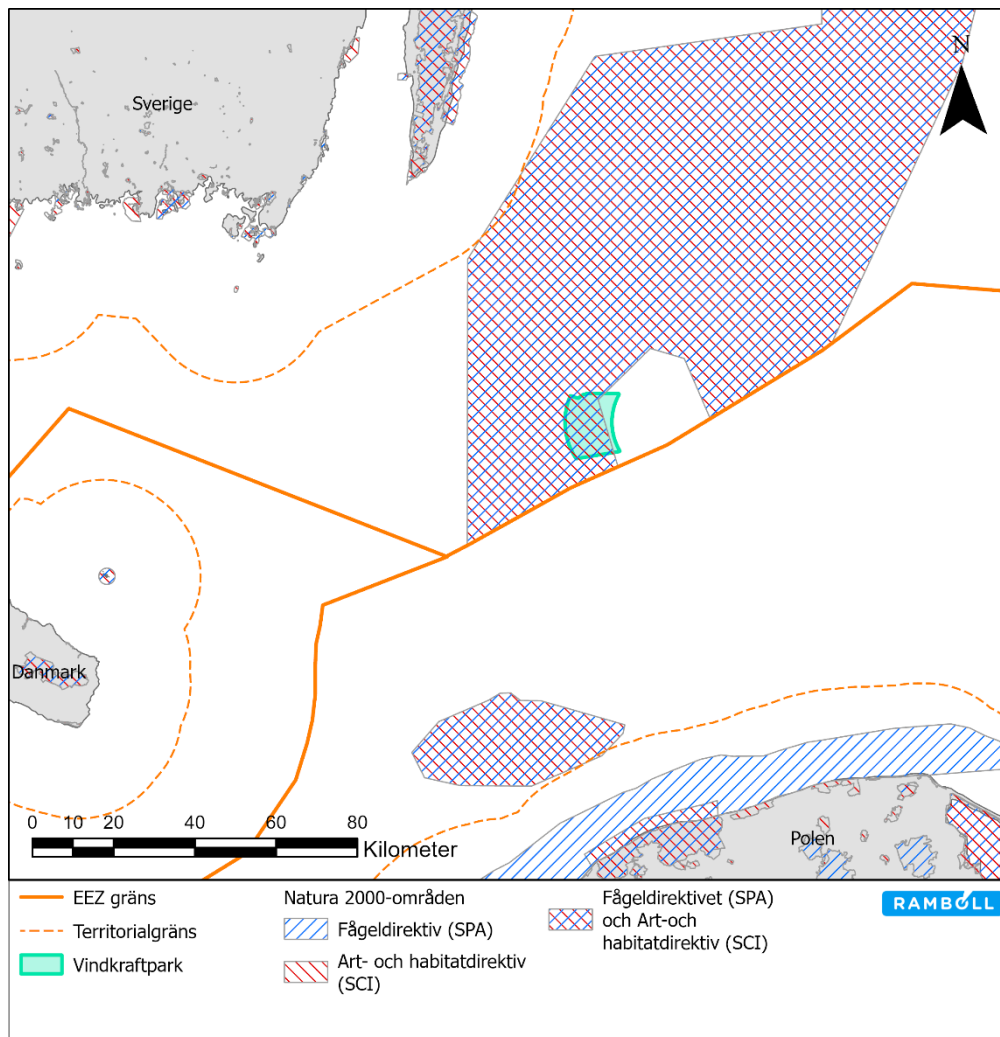 N
Sverige
Danmark
Polen
0 10 20 40 60 80
Kilometer
EEZ gräns
Territorialgräns
Vindkraftpark
Natura 2000-områden
Fågeldirektiv (SPA)
Art- och habitatdirektiv
(SCI)
Fågeldirektivet (SPA)
och Art-och
habitatdirektiv (SCI)
RAMBOLL